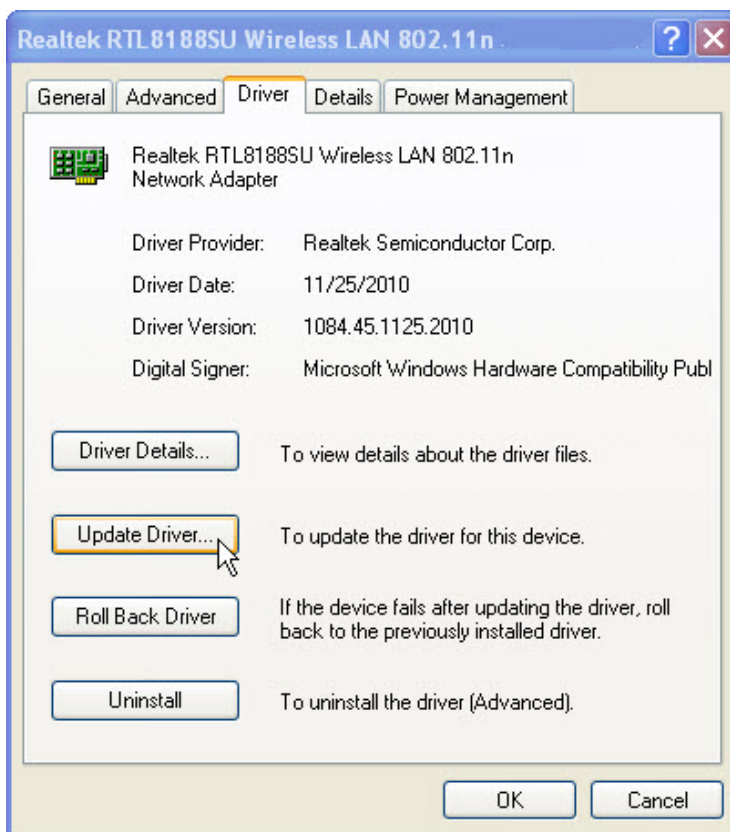 Realtek RTL8188SU Wireless LAN 802.11n
General Advanced Driver Details Power Management
Realtek RTL8188SU Wireless LAN 802.11n
Network Adapter
Driver Provider: Realtek Semiconductor Corp.
Driver Date: 11/25/2010
Driver Version: 1084.45.1125.2010
Digital Signer: Microsoft Windows Hardware Compatibility Publ
Driver Details... To view details about the driver files.
Update Driver... To update the driver for this device.
Roll Back Driver If the device fails after updating the driver, roll
back to the previously installed driver.
Uninstall To uninstall the driver (Advanced).
OK Cancel